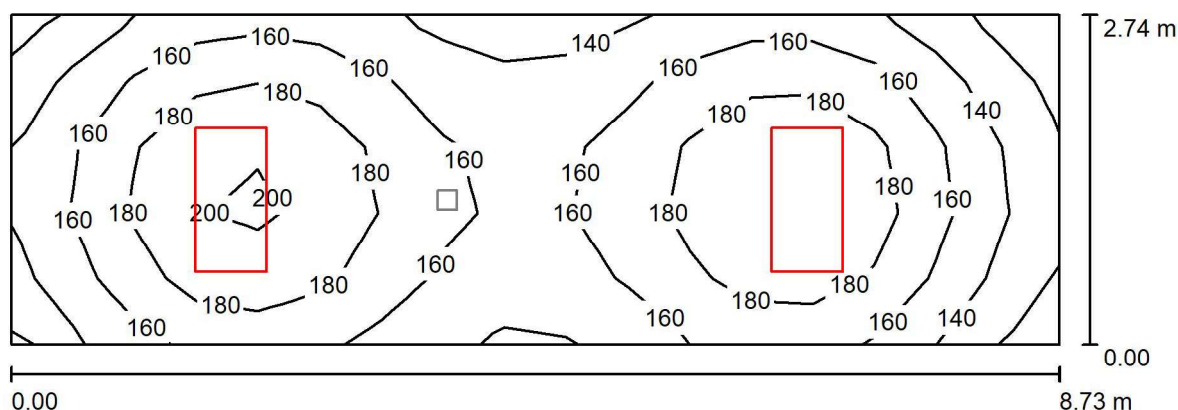 160 140 160 2.74 m
160 160 160 160
180 180 180 140
180 160 180
160 180 160 180
160 180 200 200 160 180 160
160 160
180 180 180 180
160 160 160 140
0.00
0.00 8.73 m